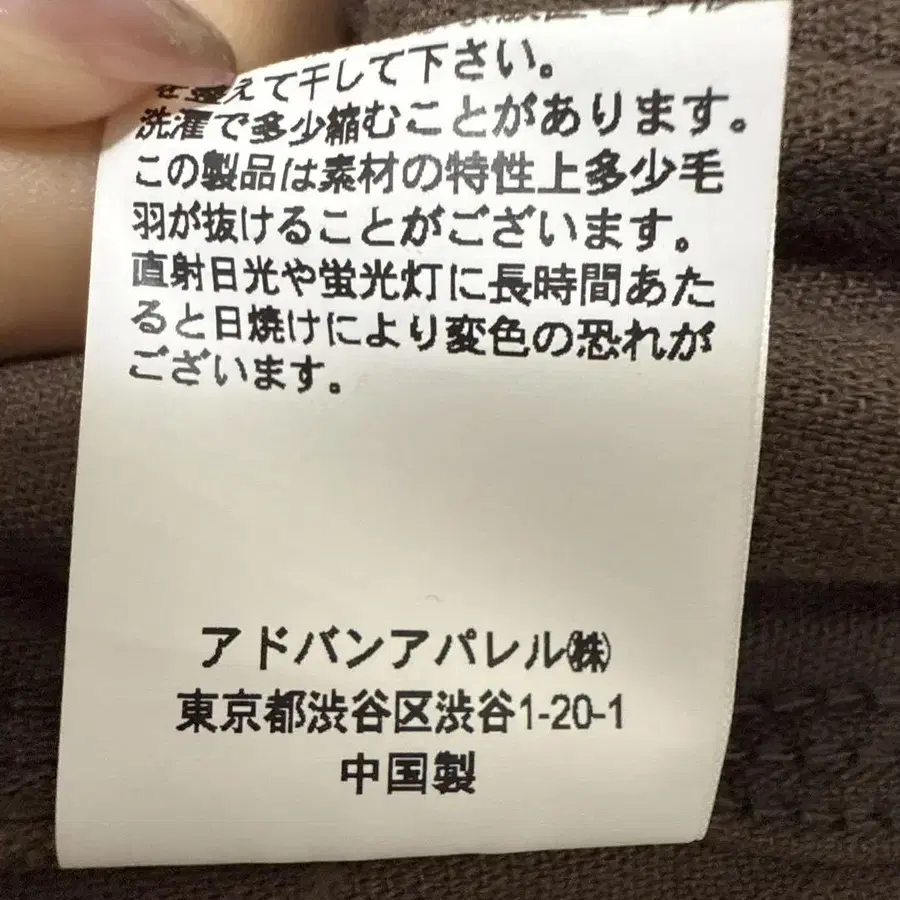 を整えて干して下さい。
洗濯で多少縮むことがあります。
この製品は素材の特性上多少毛
羽が抜けることがございます。
直射日光や蛍光灯に長時間あた
ると日焼けにより変色の恐れが
ございます。
アドバンアパレル㈱
東京都渋谷区渋谷1-20-1
中国製